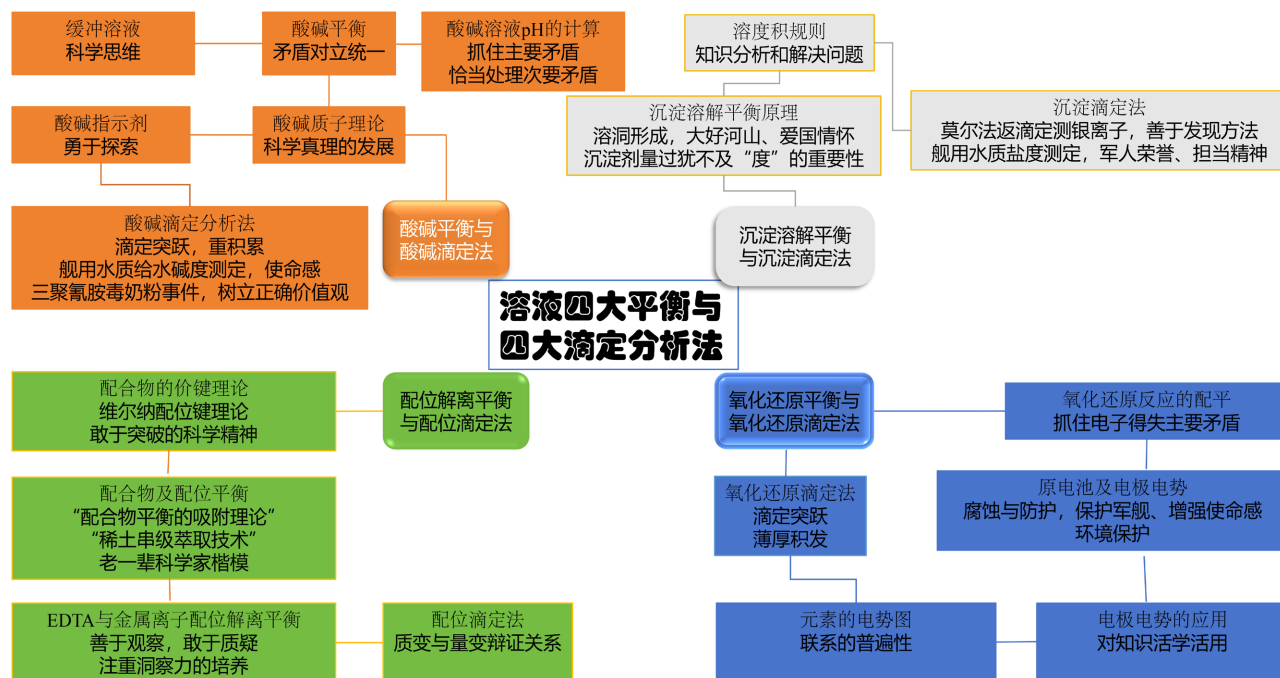 缓冲溶液
科学思维
酸碱平衡
矛盾对立统一
酸碱溶液pH的计算
抓住主要矛盾
恰当处理次要矛盾
酸碱指示剂
勇于探索
酸碱质子理论
科学真理的发展
酸碱滴定分析法
滴定突跃，重积累
舰用水质给水碱度测定，使命感
三聚氰胺毒奶粉事件，树立正确价值观
酸碱平衡与
酸碱滴定法
溶度积规则
知识分析和解决问题
沉淀溶解平衡原理
溶洞形成，大好河山、爱国情怀
沉淀剂量过犹不及“度”的重要性
沉淀滴定法
莫尔法返滴定测银离子，善于发现方法
舰用水质盐度测定，军人荣誉、担当精神
沉淀溶解平衡
与沉淀滴定法
溶液四大平衡与
四大滴定分析法
配合物的价键理论
维尔纳配位键理论
敢于突破的科学精神
配位解离平衡
与配位滴定法
配合物及配位平衡
“配合物平衡的吸附理论”
“稀土串级萃取技术”
老一辈科学家楷模
EDTA与金属离子配位解离平衡
善于观察，敢于质疑
注重洞察力的培养
配位滴定法
质变与量变辩证关系
氧化还原平衡与
氧化还原滴定法
氧化还原反应的配平
抓住电子得失主要矛盾
氧化还原滴定法
滴定突跃
薄厚积发
原电池及电极电势
腐蚀与防护，保护军舰、增强使命感
环境保护
元素的电势图
联系的普遍性
电极电势的应用
对知识活学活用